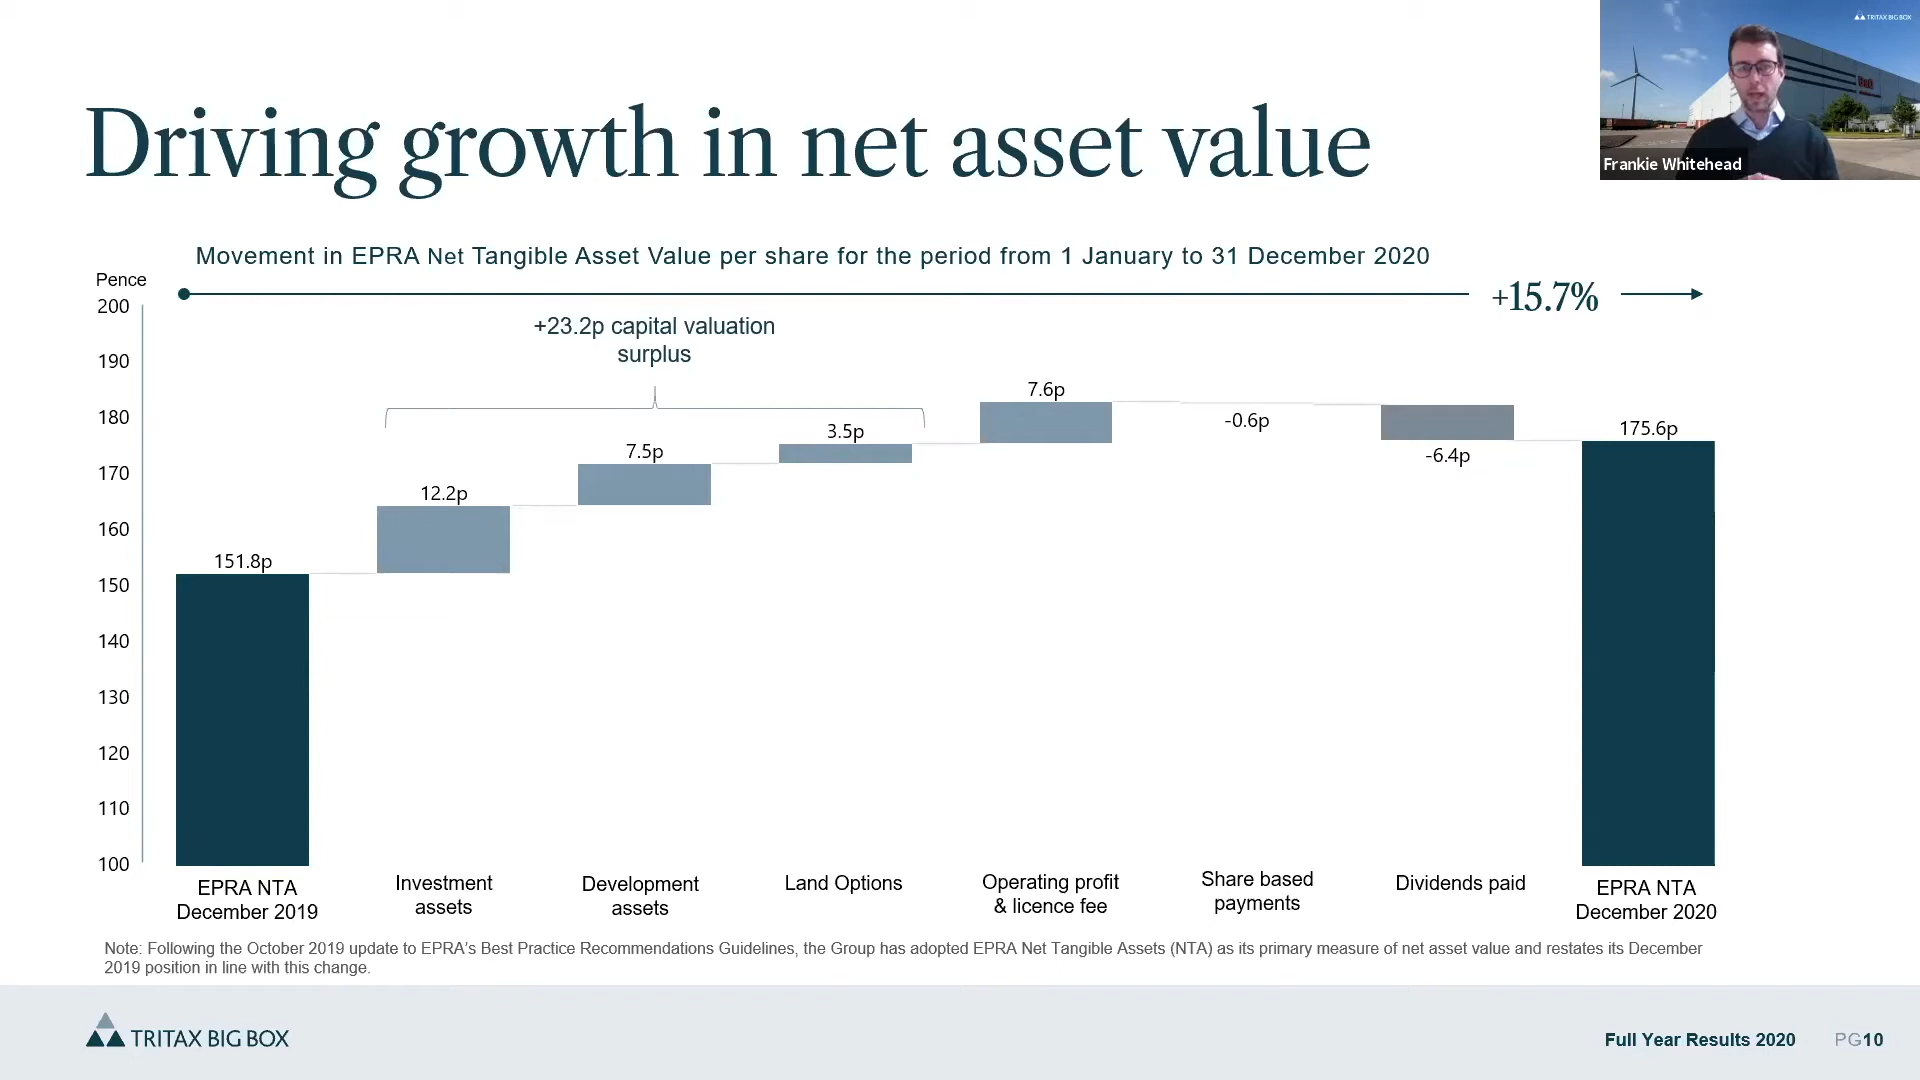 TRITAX BIG BOX
Frankie Whitehead
Driving growth in net asset value
Movement in EPRA Net Tangible Asset Value per share for the period from 1 January to 31 December 2020
Pence
+15.7%
200
190
180
170
160
150
140
130
120
110
100
+23.2p capital valuation
surplus
151.8p
12.2p
7.5p
3.5p
7.6p
-0.6p
-6.4p
175.6p
EPRA NTA
December 2019
Investment
assets
Development
assets
Land Options
Operating profit
& licence fee
Share based
payments
Dividends paid
EPRA NTA
December 2020
Note: Following the October 2019 update to EPRA’s Best Practice Recommendations Guidelines, the Group has adopted EPRA Net Tangible Assets (NTA) as its primary measure of net asset value and restates its December
2019 position in line with this change.
TRITAX BIG BOX
Full Year Results 2020 PG10